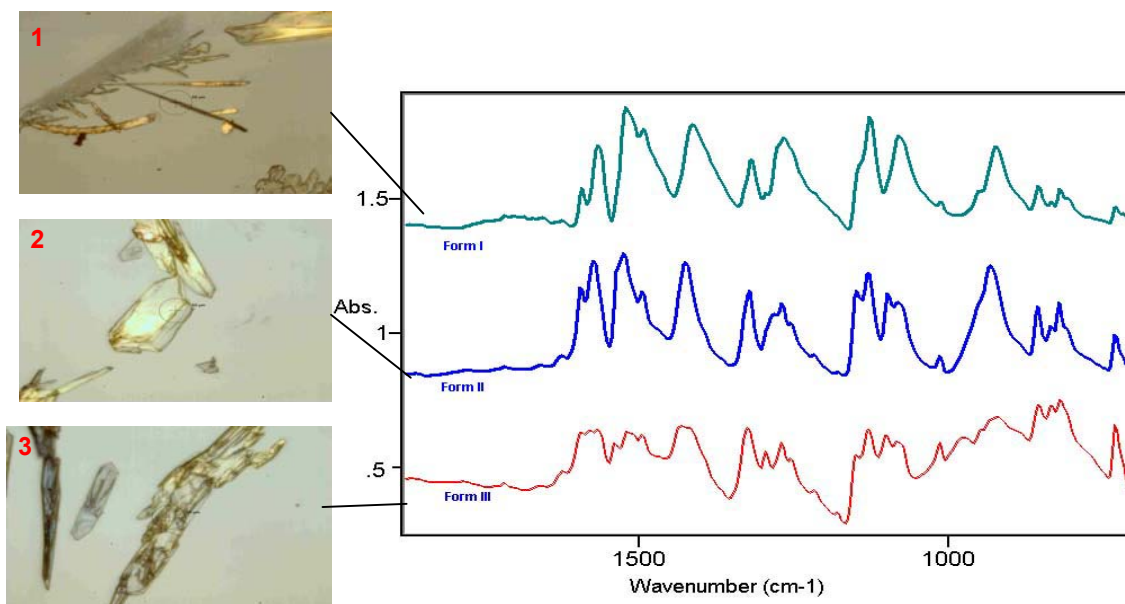 1
2
3
1.5
Abs.
1
.5
Form I
Form II
Form III
1500
1000
Wavenumber (cm-1)